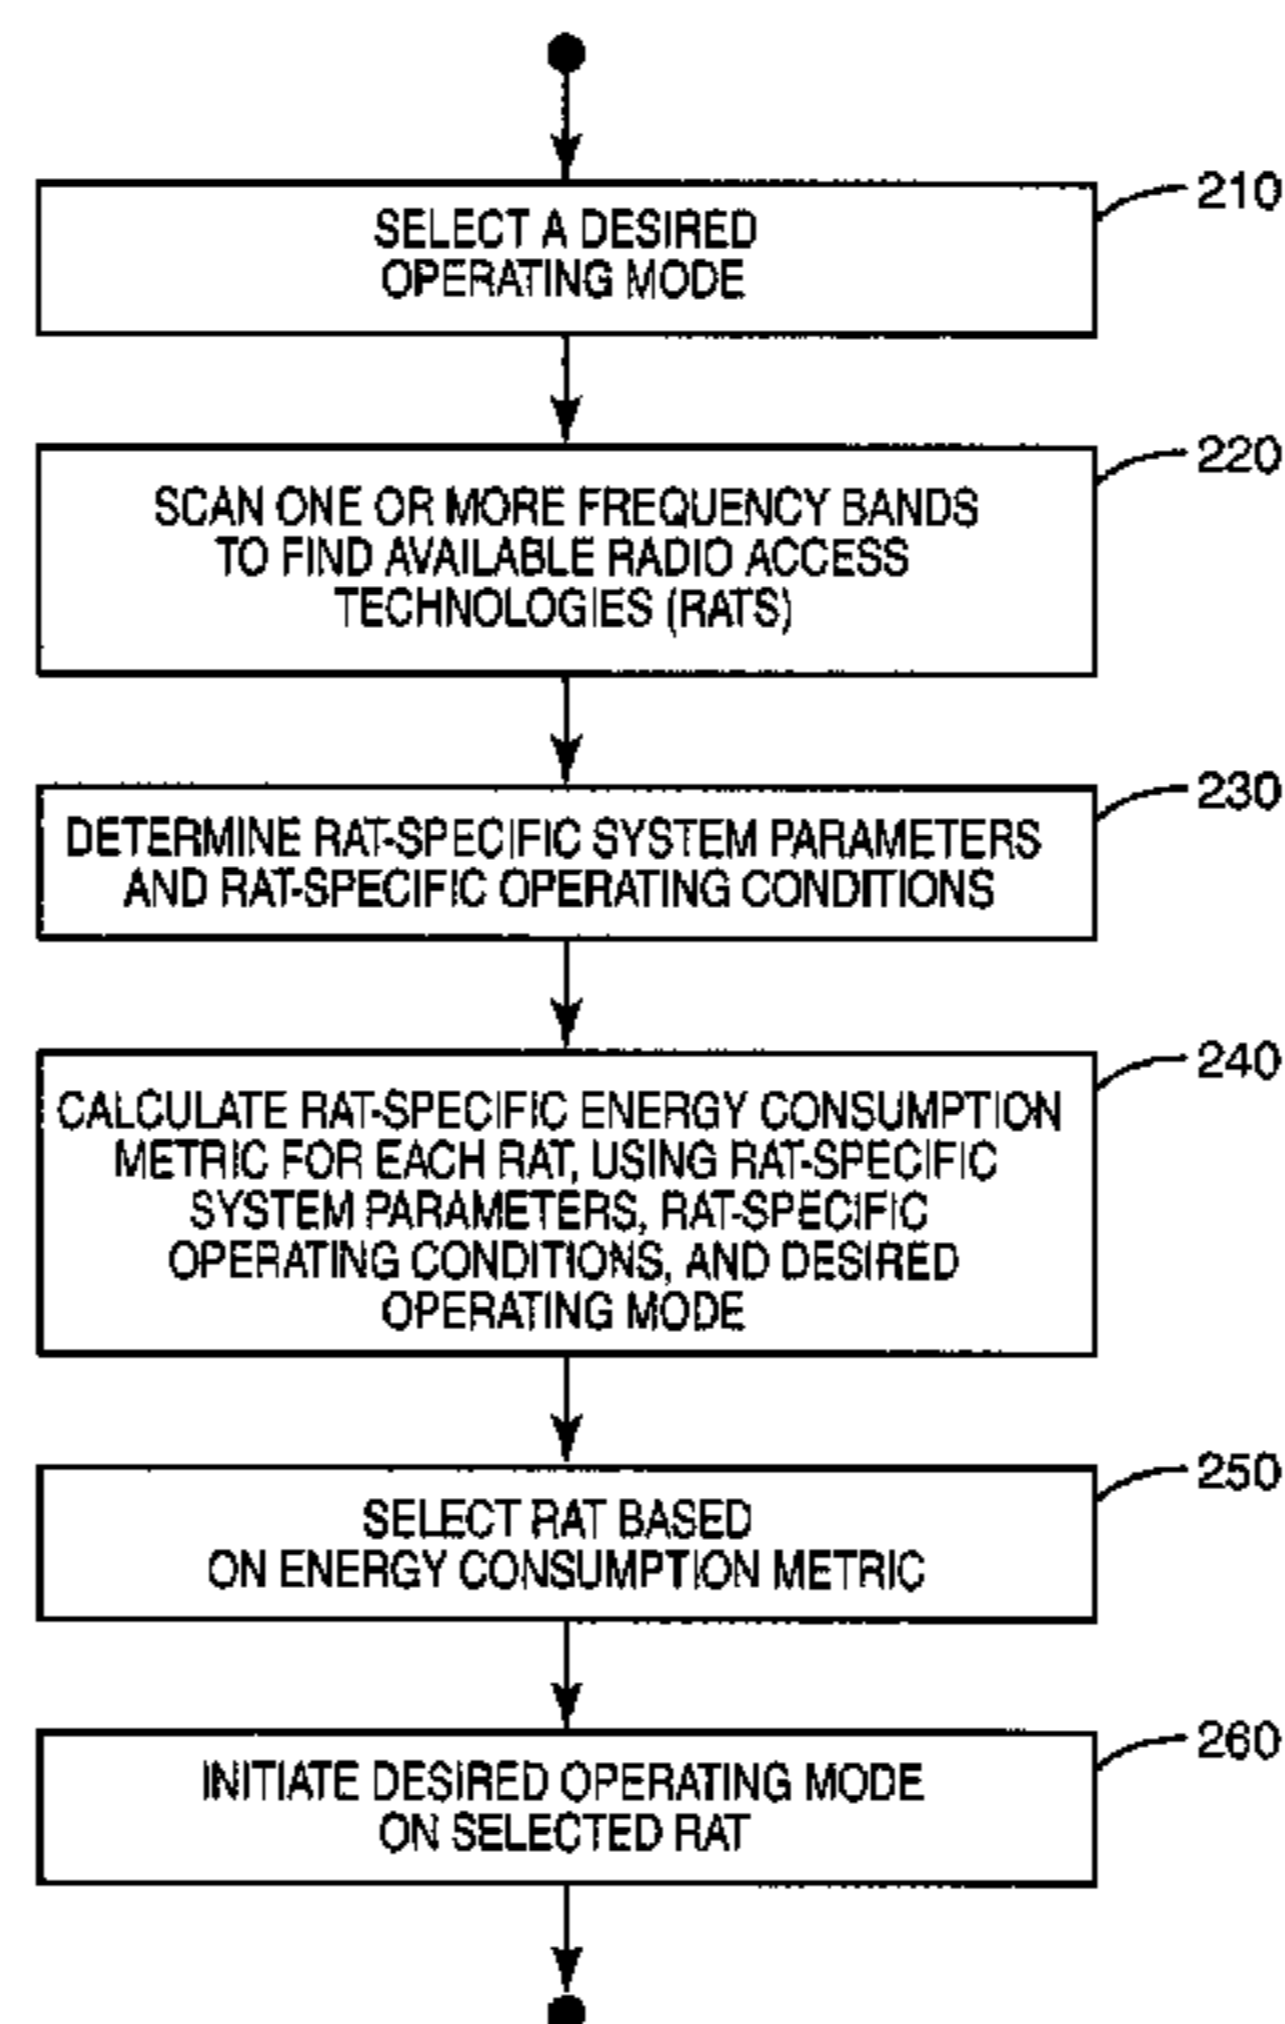 210
SELECT A DESIRED
OPERATING MODE
220
SCAN ONE OR MORE FREQUENCY BANDS
TO FIND AVAILABLE RADIO ACCESS
TECHNOLOGIES (RATS)
230
DETERMINE RAT-SPECIFIC SYSTEM PARAMETERS
AND RAT-SPECIFIC OPERATING CONDITIONS
240
CALCULATE RAT-SPECIFIC ENERGY CONSUMPTION
METRIC FOR EACH RAT, USING RAT-SPECIFIC
SYSTEM PARAMETERS, RAT-SPECIFIC
OPERATING CONDITIONS, AND DESIRED
OPERATING MODE
250
SELECT RAT BASED
ON ENERGY CONSUMPTION METRIC
260
INITIATE DESIRED OPERATING MODE
ON SELECTED RAT